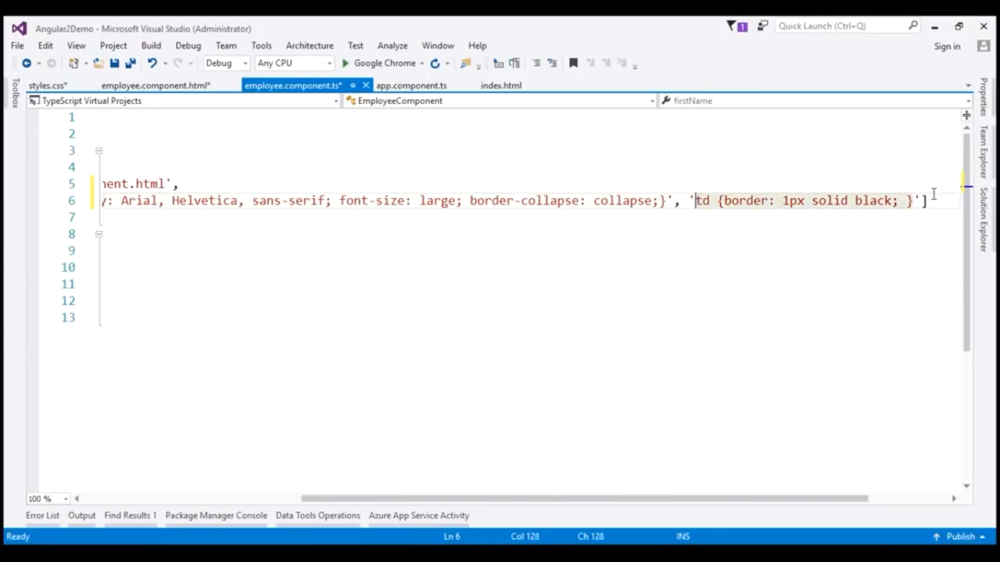 Angular2Demo - Microsoft Visual Studio (Administrator)
1
Quick Launch (Ctrl+Q)
File Edit View Project Build Debug Team Tools Architecture Test Analyze Window Help
Sign in
Debug Any CPU Google Chrome
styles.css* employee.component.html* employee.component.ts* app.component.ts index.html
TypeScript Virtual Projects EmployeeComponent firstName
Toolbox
Properties
Team Explorer
Solution Explorer
1
2
3
4
5 nent.html',
6 y: Arial, Helvetica, sans-serif; font-size: large; border-collapse: collapse;}', 'td {border: 1px solid black; }']
7
8
9
10
11
12
13
100 %
Error List Output Find Results 1 Package Manager Console Data Tools Operations Azure App Service Activity
Ready Ln 6 Col 128 Ch 128 INS Publish